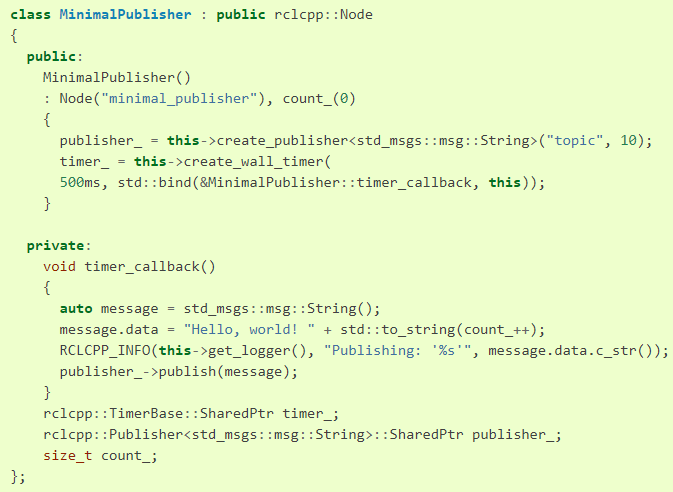 class MinimalPublisher : public rclcpp::Node
{
  public:
    MinimalPublisher()
    : Node("minimal_publisher"), count_(0)
    {
      publisher_ = this->create_publisher<std_msgs::msg::String>("topic", 10);
      timer_ = this->create_wall_timer(
      500ms, std::bind(&MinimalPublisher::timer_callback, this));
    }

  private:
    void timer_callback()
    {
      auto message = std_msgs::msg::String();
      message.data = "Hello, world! " + std::to_string(count_++);
      RCLCPP_INFO(this->get_logger(), "Publishing: '%s'", message.data.c_str());
      publisher_->publish(message);
    }
    rclcpp::TimerBase::SharedPtr timer_;
    rclcpp::Publisher<std_msgs::msg::String>::SharedPtr publisher_;
    size_t count_;
};